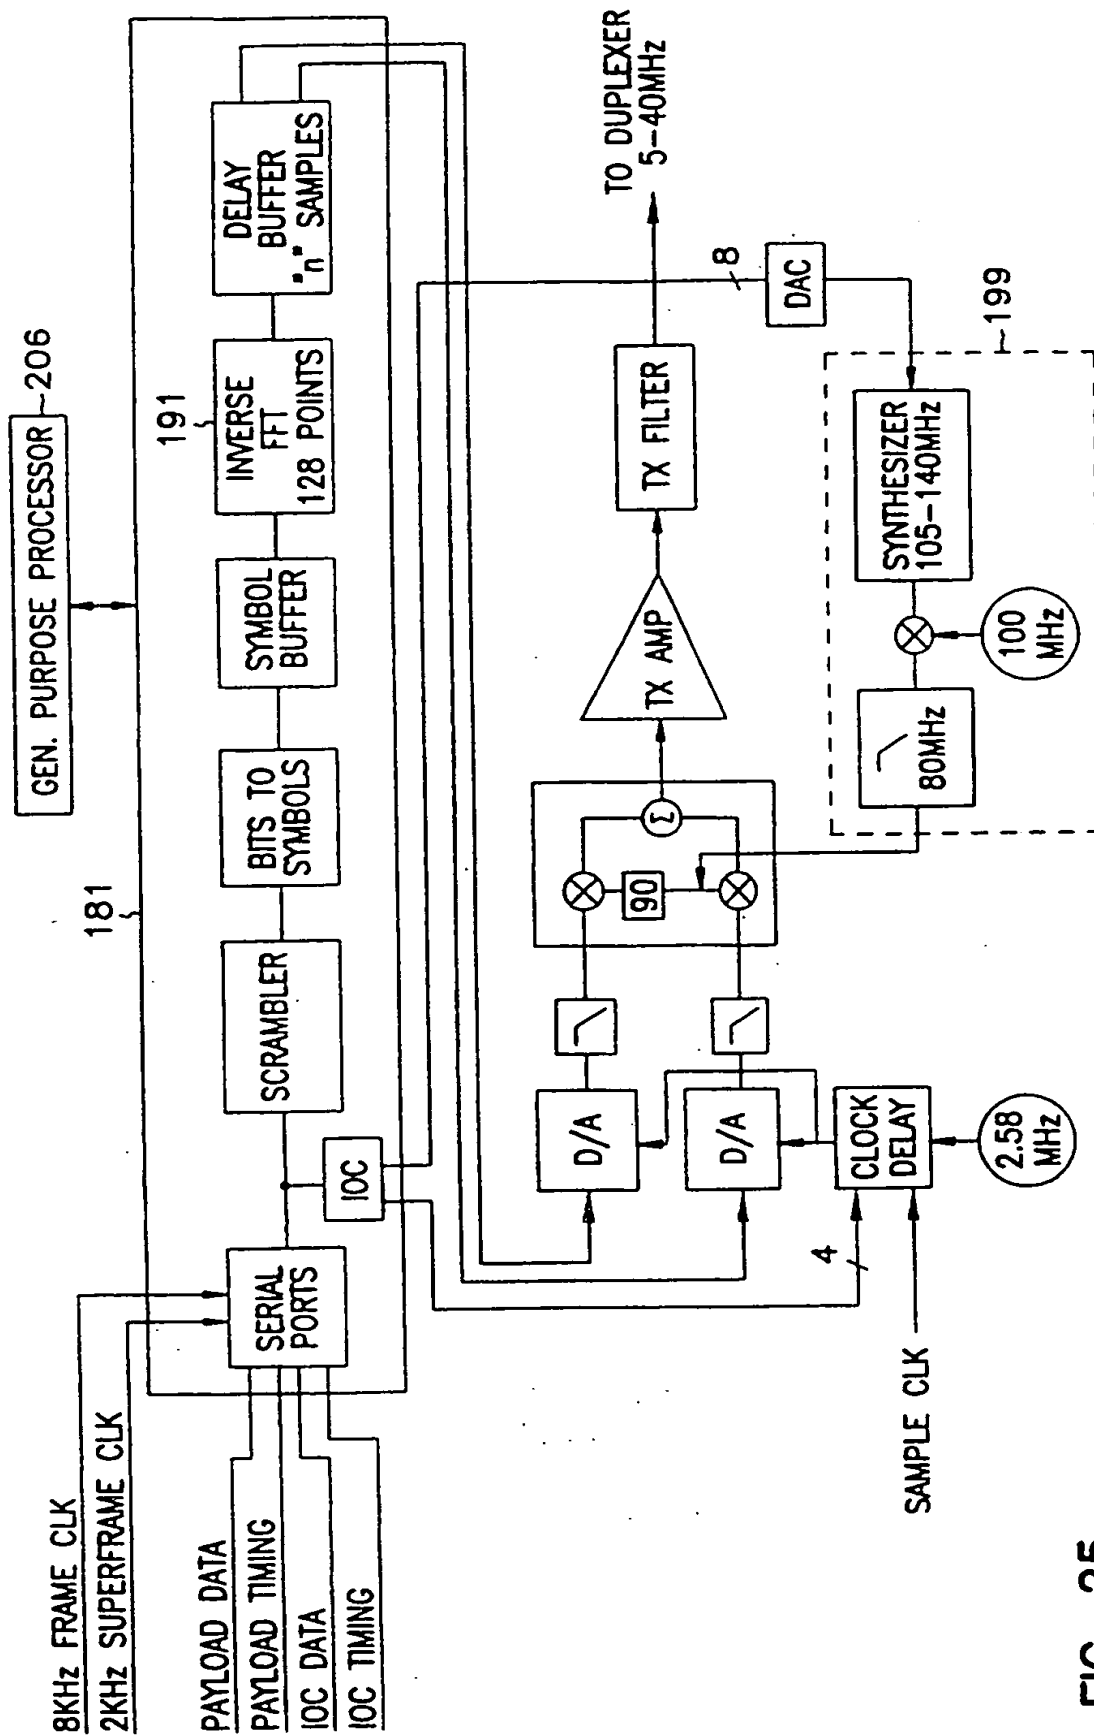 GEN. PURPOSE PROCESSOR
206
8KHz FRAME CLK
2KHz SUPERFRAME CLK
181
191
PAYLOAD DATA
PAYLOAD TIMING
IOC DATA
IOC TIMING
SERIAL
PORTS
IOC
SCRAMBLER
BITS TO
SYMBOLS
SYMBOL
BUFFER
INVERSE
FFT
128 POINTS
DELAY
BUFFER
"n" SAMPLES
D/A
D/A
90
Σ
TX AMP
TX FILTER
TO DUPLEXER
5-40MHz
4
SAMPLE CLK
CLOCK
DELAY
2.58
MHz
8
DAC
199
80MHz
100
MHz
SYNTHESIZER
105-140MHz